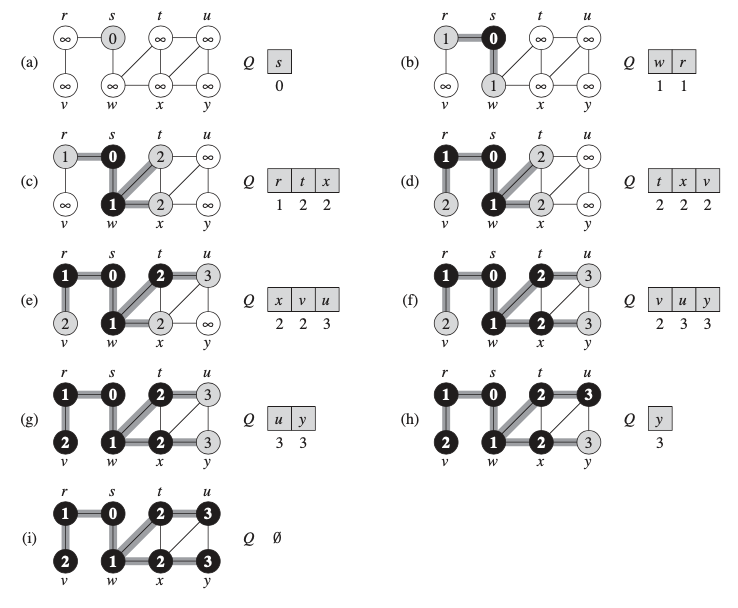 r s t u
∞ 0 ∞ ∞
(a) Q s
∞ ∞ ∞ ∞ 0
v w x y
r s t u
1 0 ∞ ∞
(b) Q w r
∞ 1 ∞ ∞ 1 1
v w x y
r s t u
1 0 2 ∞
(c) Q r t x
∞ 1 2 ∞ 1 2 2
v w x y
r s t u
1 0 2 ∞
(d) Q t x v
2 1 2 ∞ 2 2 2
v w x y
r s t u
1 0 2 3
(e) Q x v u
2 1 2 ∞ 2 2 3
v w x y
r s t u
1 0 2 3
(f) Q v u y
2 1 2 3 2 3 3
v w x y
r s t u
1 0 2 3
(g) Q u y
2 1 2 3 3 3
v w x y
r s t u
1 0 2 3
(h) Q y
2 1 2 3 3
v w x y
r s t u
1 0 2 3
(i) Q Ø
2 1 2 3
v w x y